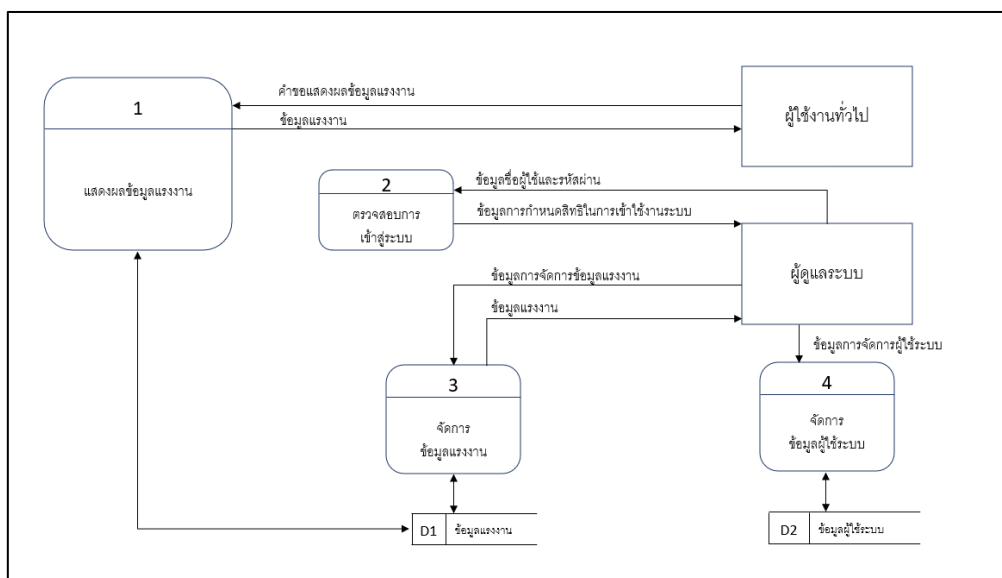 1
คำขอแสดงผลข้อมูลแรงงาน
ข้อมูลแรงงาน
ผู้ใช้งานทั่วไป
แสดงผลข้อมูลแรงงาน
2
ตรวจสอบการ
เข้าสู่ระบบ
ข้อมูลชื่อผู้ใช้และรหัสผ่าน
ข้อมูลการกำหนดสิทธิในการเข้าใช้งานระบบ
ผู้ดูแลระบบ
ข้อมูลการจัดการข้อมูลแรงงาน
ข้อมูลแรงงาน
ข้อมูลการจัดการผู้ใช้ระบบ
3
จัดการ
ข้อมูลแรงงาน
4
จัดการ
ข้อมูลผู้ใช้ระบบ
D1 ข้อมูลแรงงาน
D2 ข้อมูลผู้ใช้ระบบ